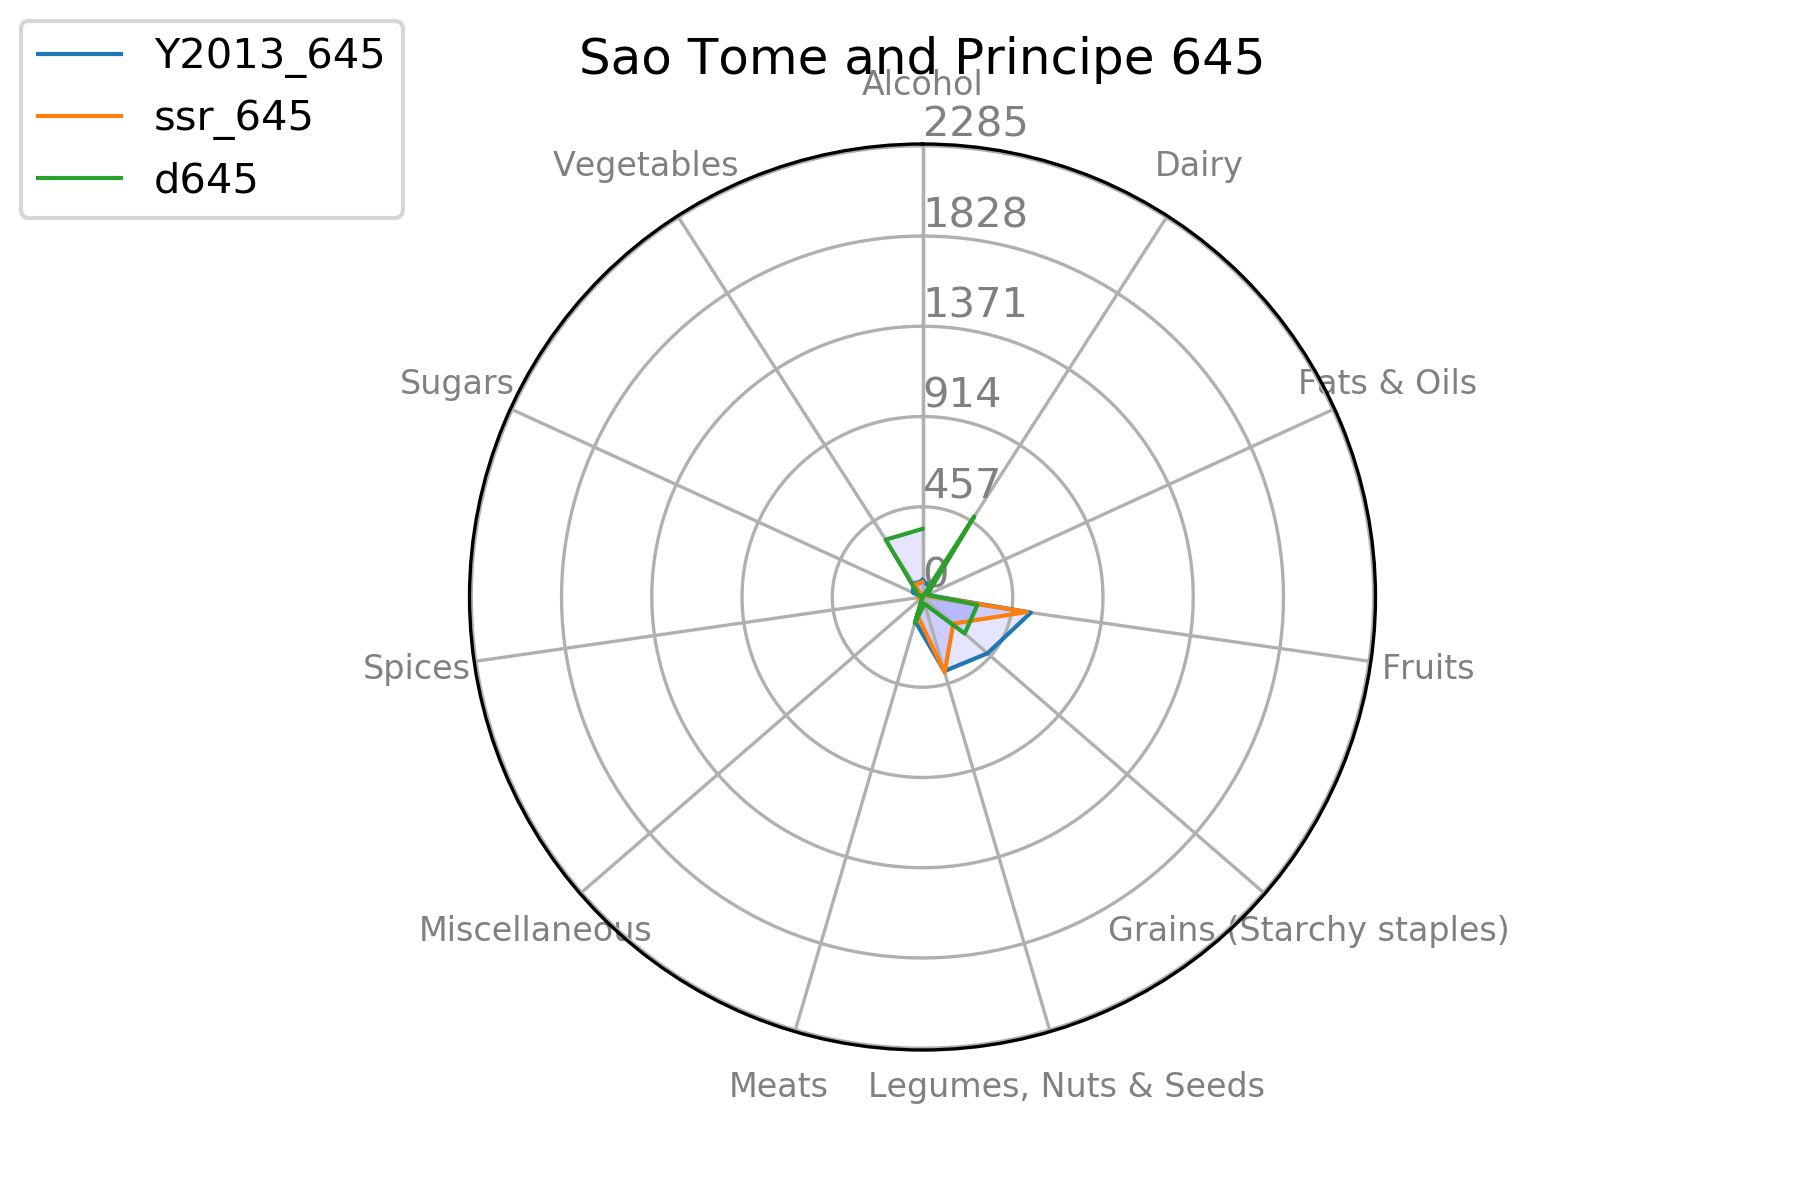 Sao Tome and Principe 645
Y2013_645
ssr_645
d645
Alcohol
2285
1828
1371
914
457
0
Dairy
Fats & Oils
Fruits
Grains (Starchy staples)
Legumes, Nuts & Seeds
Meats
Miscellaneous
Spices
Sugars
Vegetables